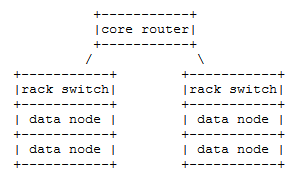 +-----------+
|core router|
+-----------+
/ \
+-----------+ +-----------+
|rack switch| |rack switch|
+-----------+ +-----------+
| data node | | data node |
+-----------+ +-----------+
| data node | | data node |
+-----------+ +-----------+